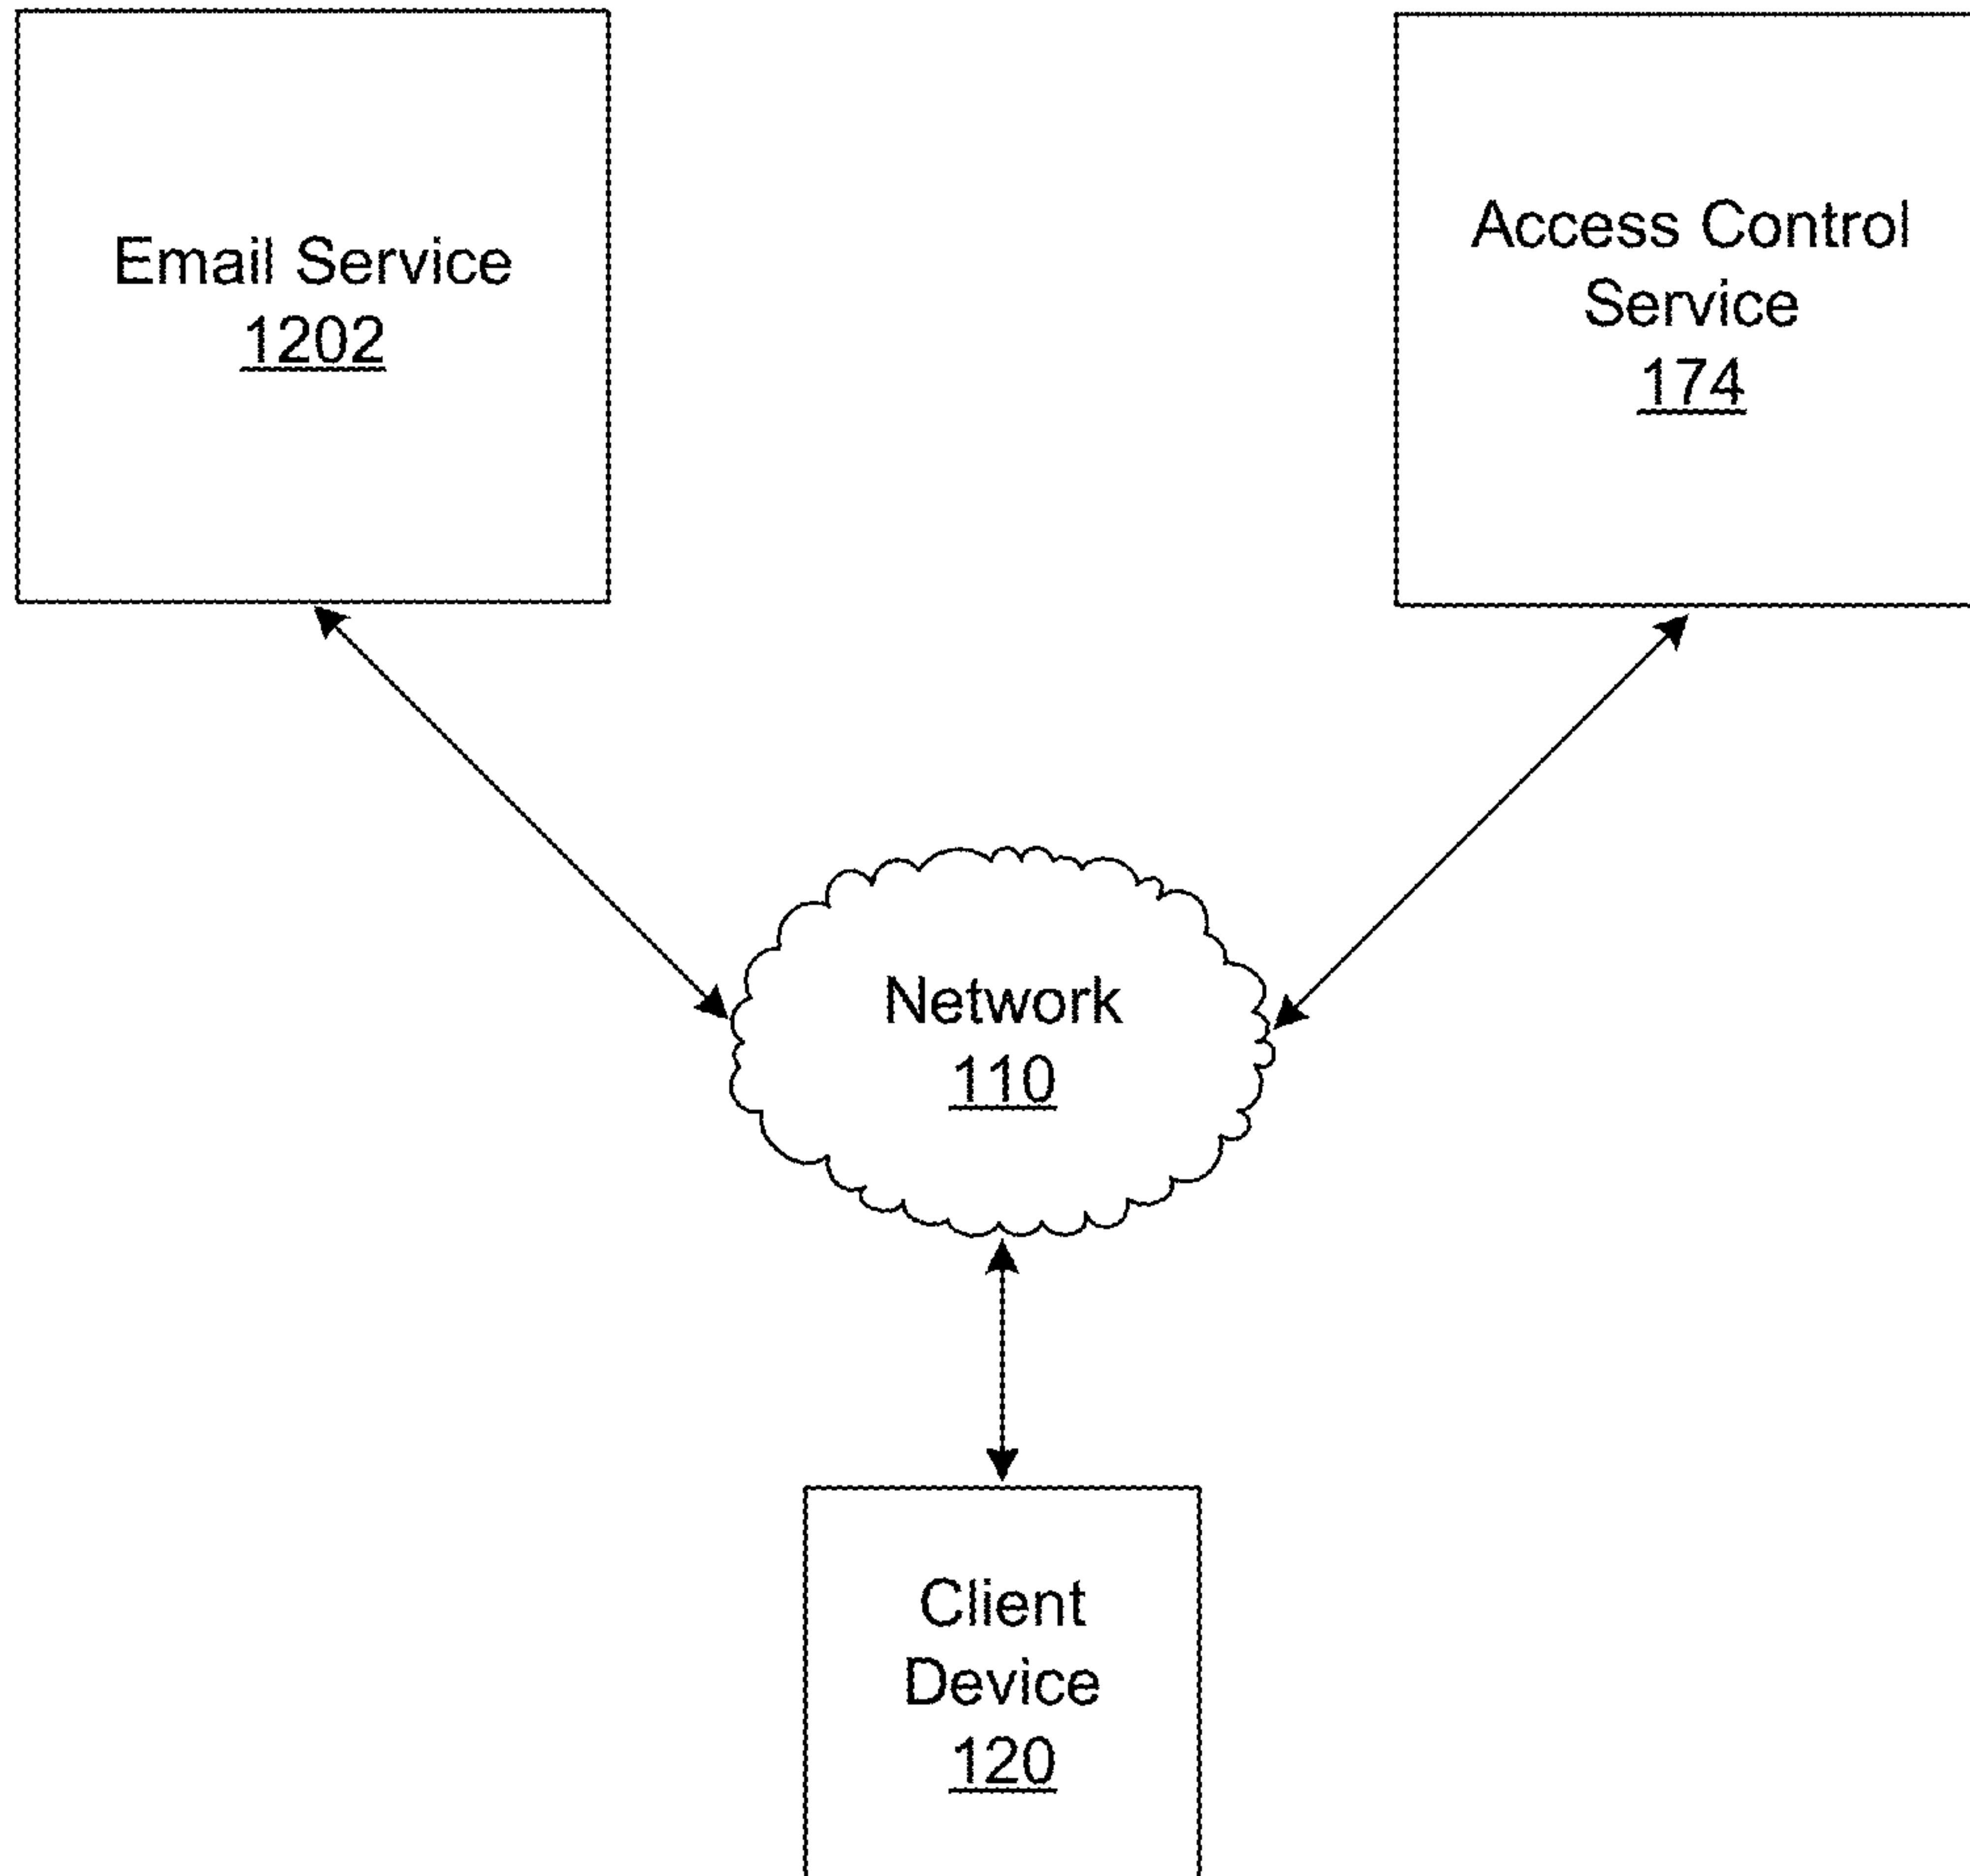 Email Service
1202
Access Control
Service
174
Network
110
Client
Device
120